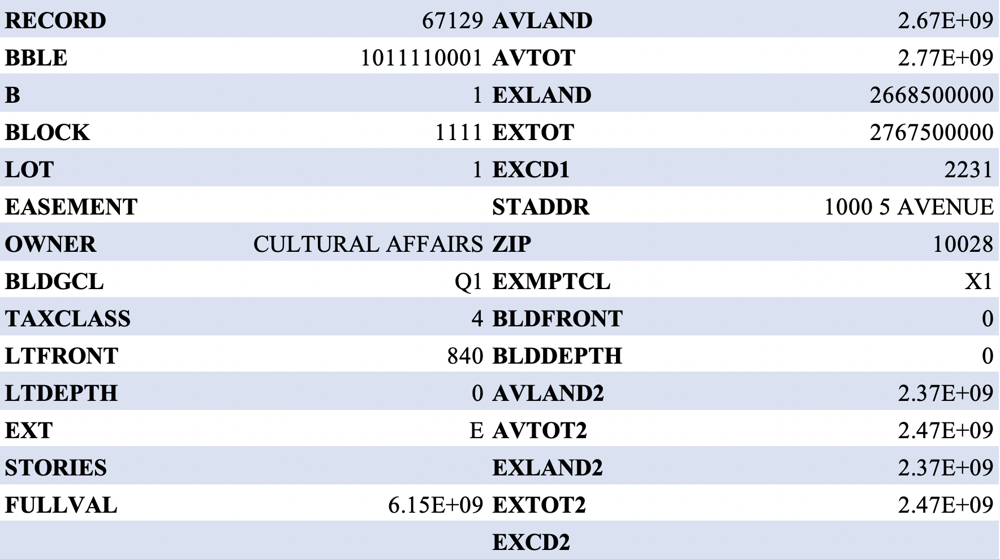 RECORD 67129 AVLAND 2.67E+09
BBLE 1011110001 AVTOT 2.77E+09
B 1 EXLAND 2668500000
BLOCK 1111 EXTOT 2767500000
LOT 1 EXCD1 2231
EASEMENT STADDR 1000 5 AVENUE
OWNER CULTURAL AFFAIRS ZIP 10028
BLDGCL Q1 EXMPTCL X1
TAXCLASS 4 BLDFRONT 0
LTFRONT 840 BLDDEPTH 0
LTDEPTH 0 AVLAND2 2.37E+09
EXT E AVTOT2 2.47E+09
STORIES EXLAND2 2.37E+09
FULLVAL 6.15E+09 EXTOT2 2.47E+09
EXCD2